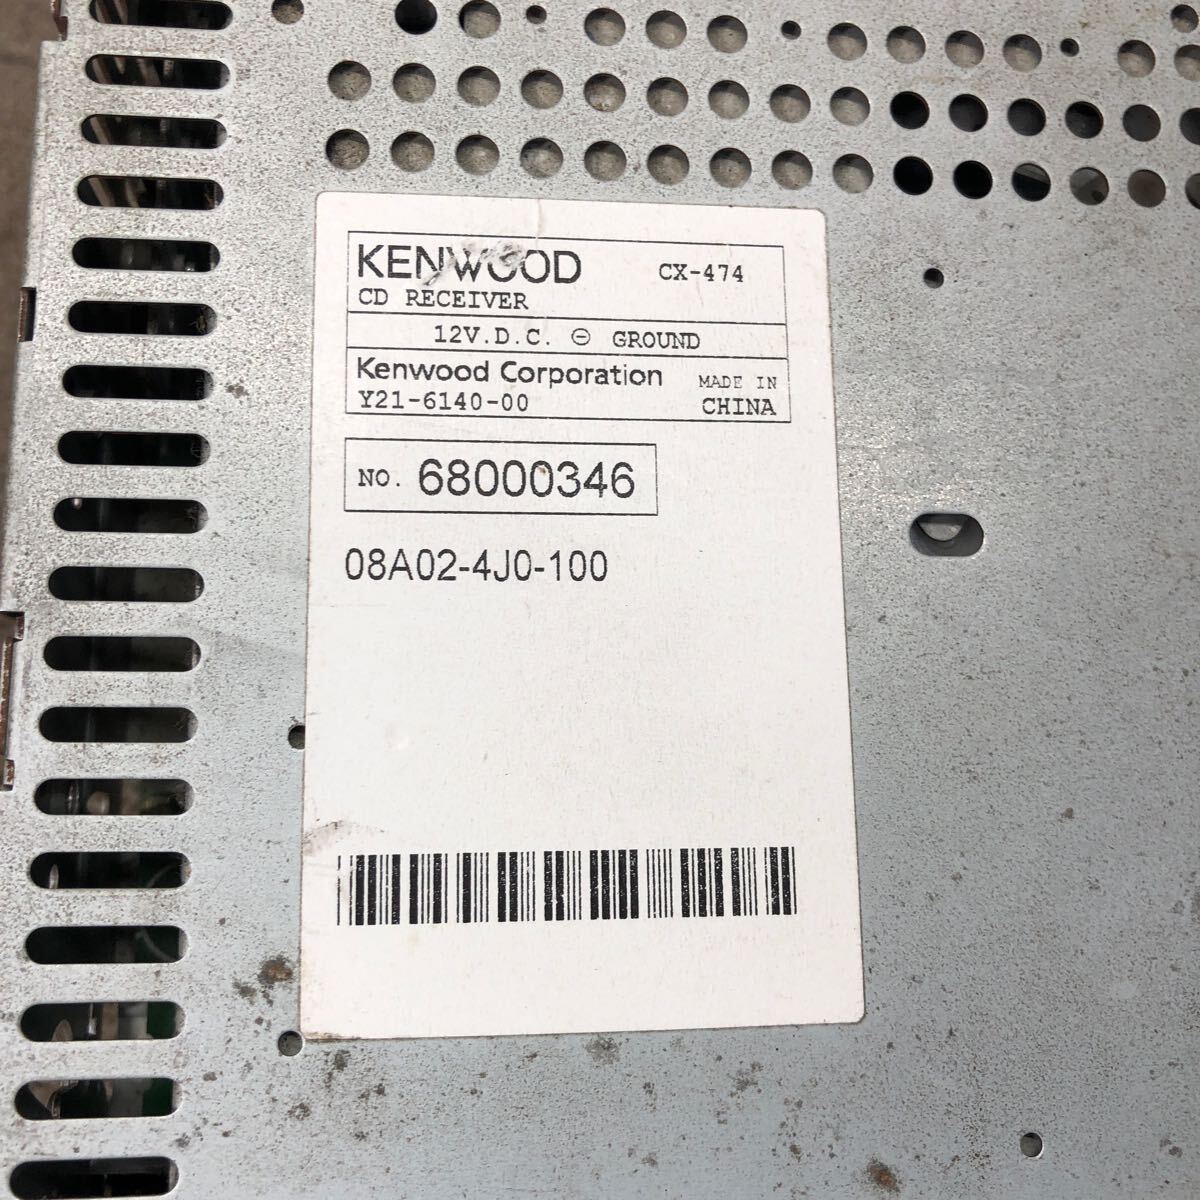 KENWOOD CX-474
CD RECEIVER
12V.D.C. ⊖ GROUND
Kenwood Corporation MADE IN
Y21-6140-00 CHINA
NO. 68000346
08A02-4J0-100